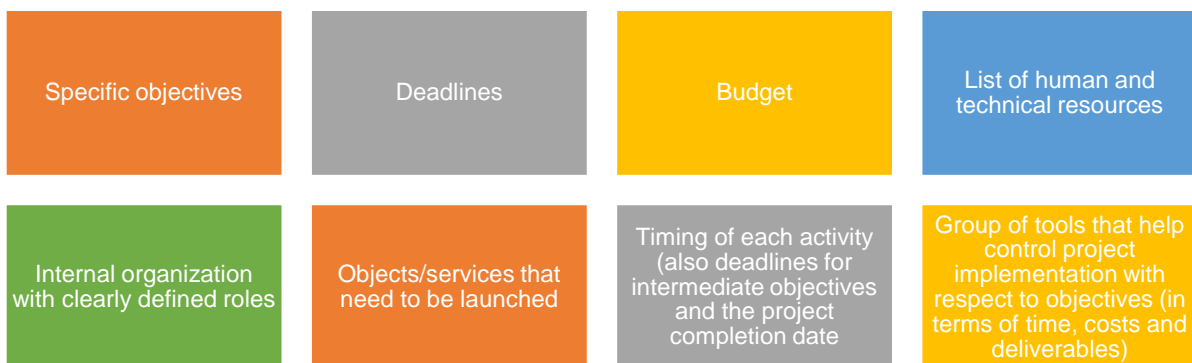 Specific objectives
Deadlines
Budget
List of human and
technical resources
Internal organization
with clearly defined roles
Objects/services that
need to be launched
Timing of each activity
(also deadlines for
intermediate objectives
and the project
completion date
Group of tools that help
control project
implementation with
respect to objectives (in
terms of time, costs and
deliverables)